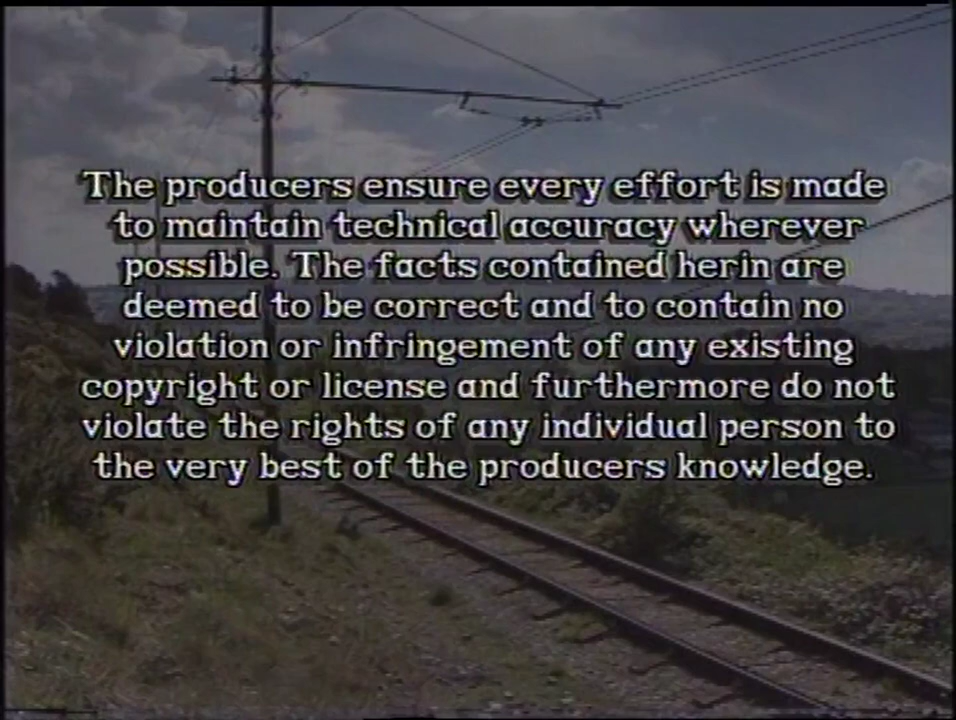 The producers ensure every effort is made
to maintain technical accuracy wherever
possible. The facts contained herin are
deemed to be correct and to contain no
violation or infringement of any existing
copyright or license and furthermore do not
violate the rights of any individual person to
the very best of the producers knowledge.